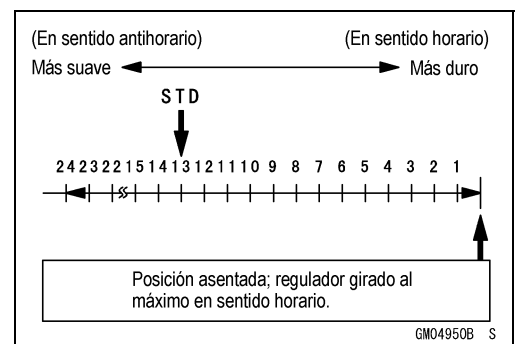 (En sentido antihorario) (En sentido horario)
Más suave Más duro
STD
24 23 22 15 14 13 12 11 10 9 8 7 6 5 4 3 2 1
Posición asentada; regulador girado al
máximo en sentido horario.
GM04950B S